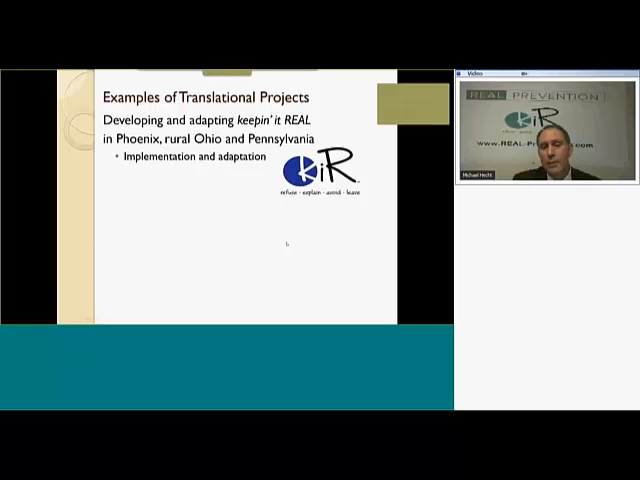 Examples of Translational Projects
Developing and adapting keepin' it REAL
in Phoenix, rural Ohio and Pennsylvania
• Implementation and adaptation
kiR
refuse · explain · avoid · leave
Video
REAL PREVENTION
kiR
www.REAL-Pr
.com
Michael Hecht